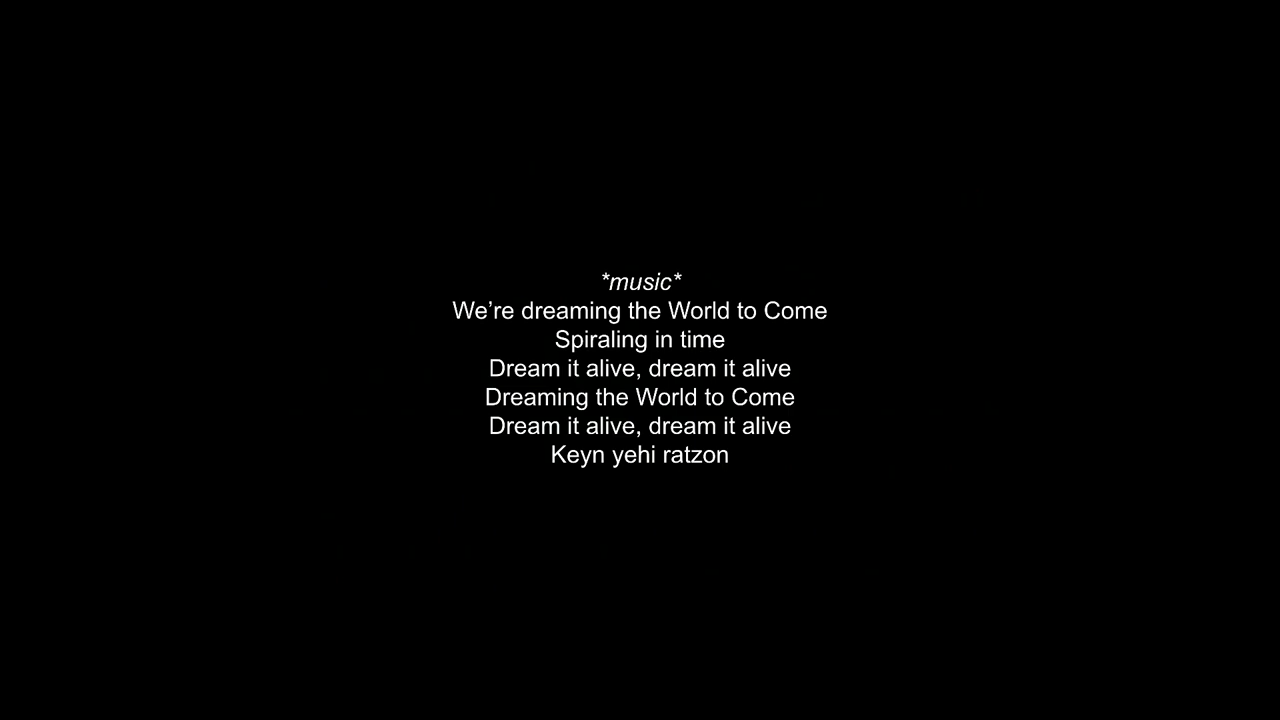 *music*
We’re dreaming the World to Come
Spiraling in time
Dream it alive, dream it alive
Dreaming the World to Come
Dream it alive, dream it alive
Keyn yehi ratzon